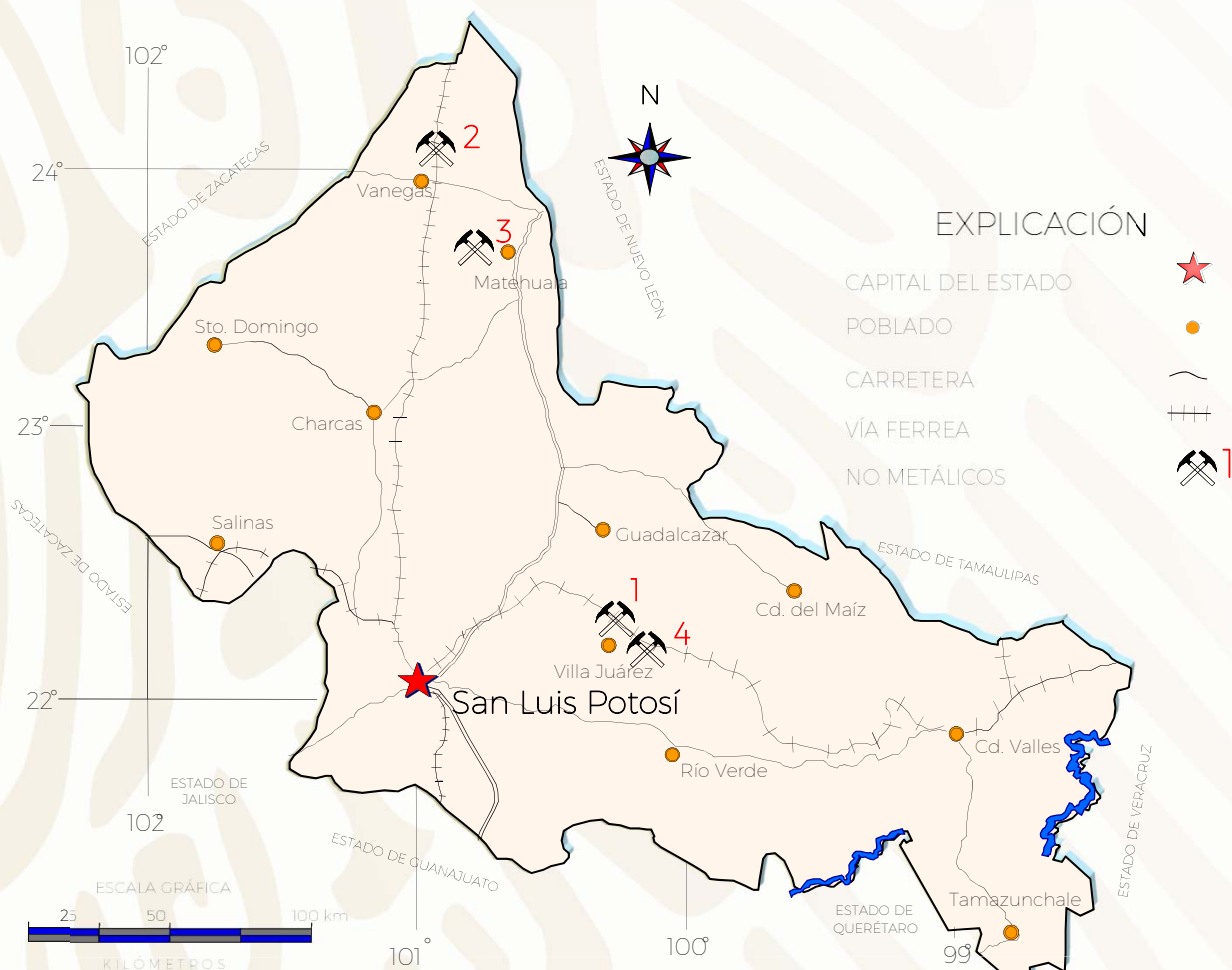 102°
N
2
24°
Vanegas
ESTADO DE ZACATECAS
ESTADO DE NUEVO LEÓN
3
Matehuala
EXPLICACIÓN
CAPITAL DEL ESTADO
POBLADO
CARRETERA
VÍA FERREA
NO METÁLICOS
1
Sto. Domingo
Charcas
23°
Salinas
ESTADO DE ZACATECAS
Guadalcazar
ESTADO DE TAMAULIPAS
1
Cd. del Maíz
4
Villa Juárez
22°
San Luis Potosí
Cd. Valles
Río Verde
ESTADO DE
JALISCO
102°
ESTADO DE GUANAJUATO
ESTADO DE VERACRUZ
ESCALA GRÁFICA
25 50 100 km
KILÓMETROS
Tamazunchale
ESTADO DE
QUERÉTARO
101°
100°
99°